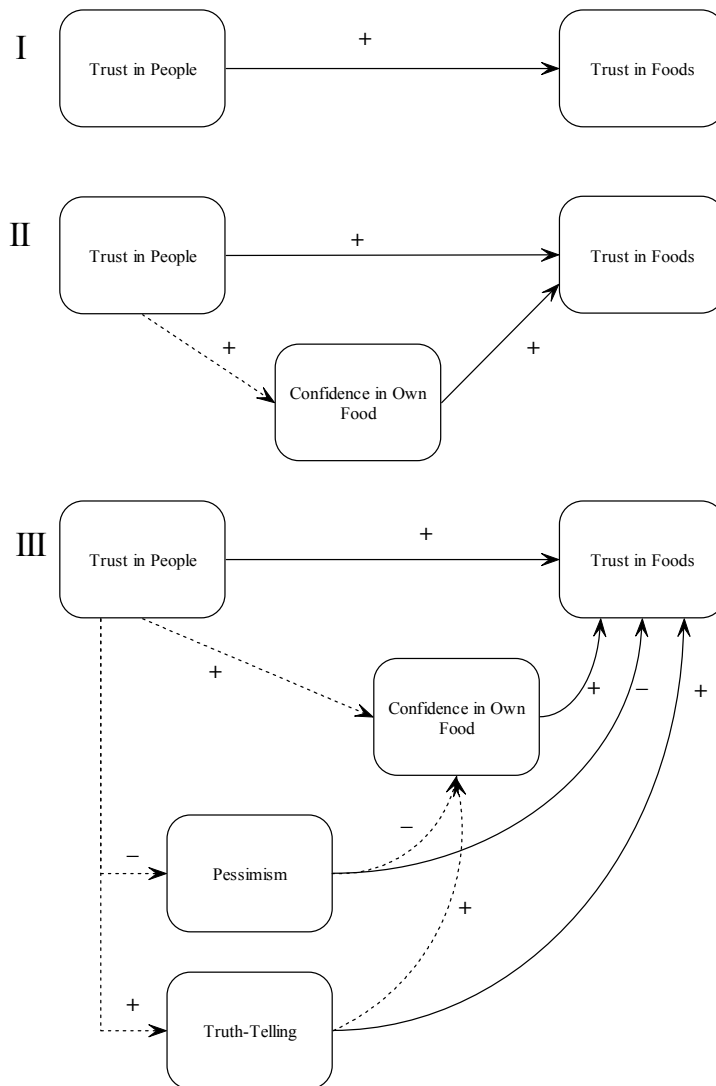 I
+
Trust in People
Trust in Foods
II
+
Trust in People
Trust in Foods
+
+
Confidence in Own
Food
III
+
Trust in People
Trust in Foods
+
+
–
+
Confidence in Own
Food
–
–
Pessimism
+
+
Truth-Telling